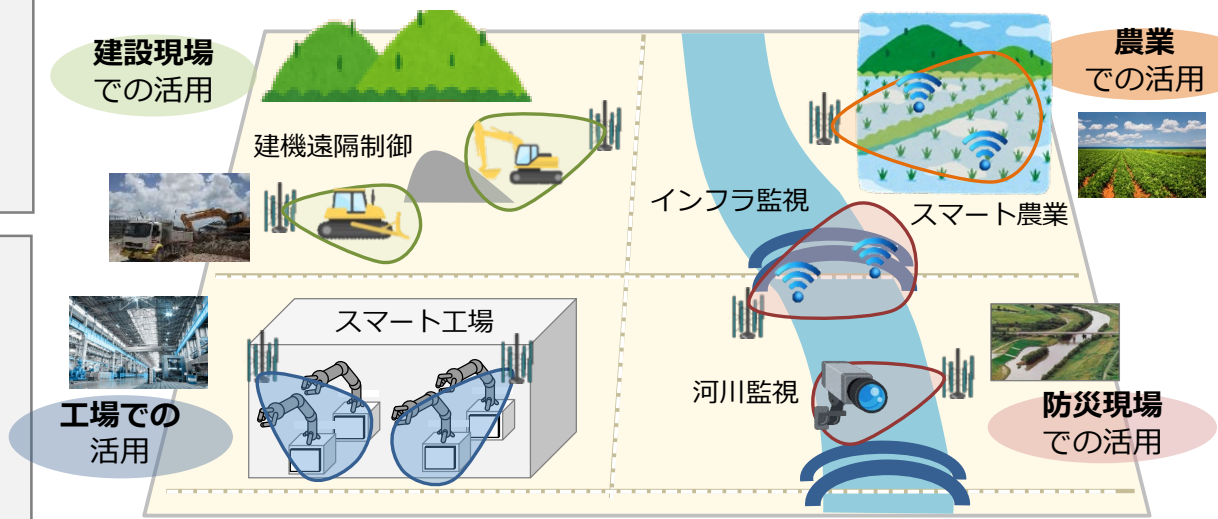 建設現場
での活用
農業
での活用
建機遠隔制御
インフラ監視
スマート農業
スマート工場
河川監視
工場での
活用
防災現場
での活用